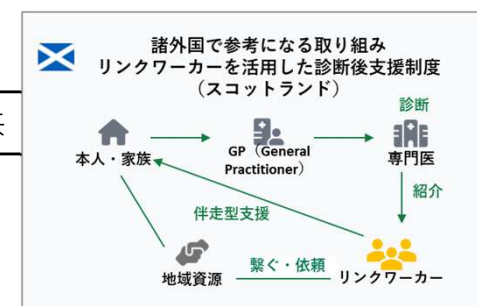 諸外国で参考になる取り組み
リンクワーカーを活用した診断後支援制度
（スコットランド）
診断
本人・家族
GP（General
Practitioner）
専門医
紹介
伴走型支援
地域資源
繋ぐ・依頼
リンクワーカー